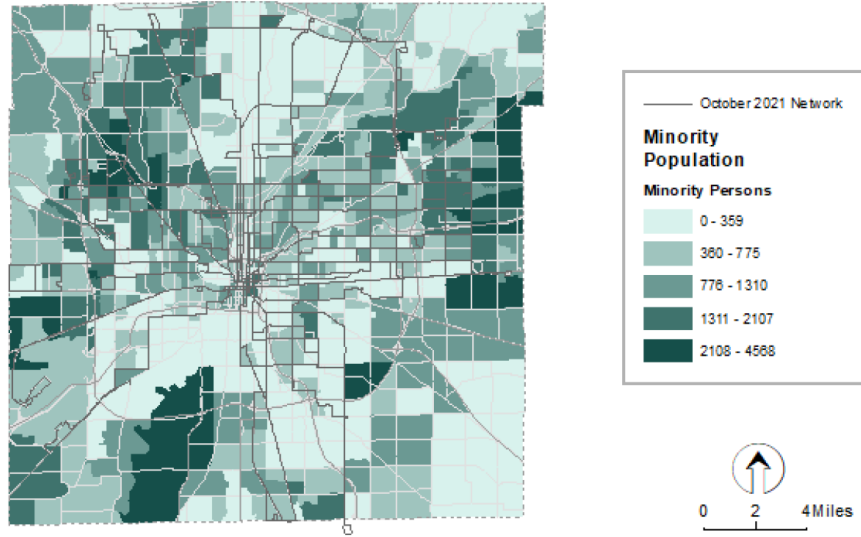 October 2021 Network
Minority
Population
Minority Persons
0 - 359
360 - 775
776 - 1310
1311 - 2107
2108 - 4568
0 2 4Miles